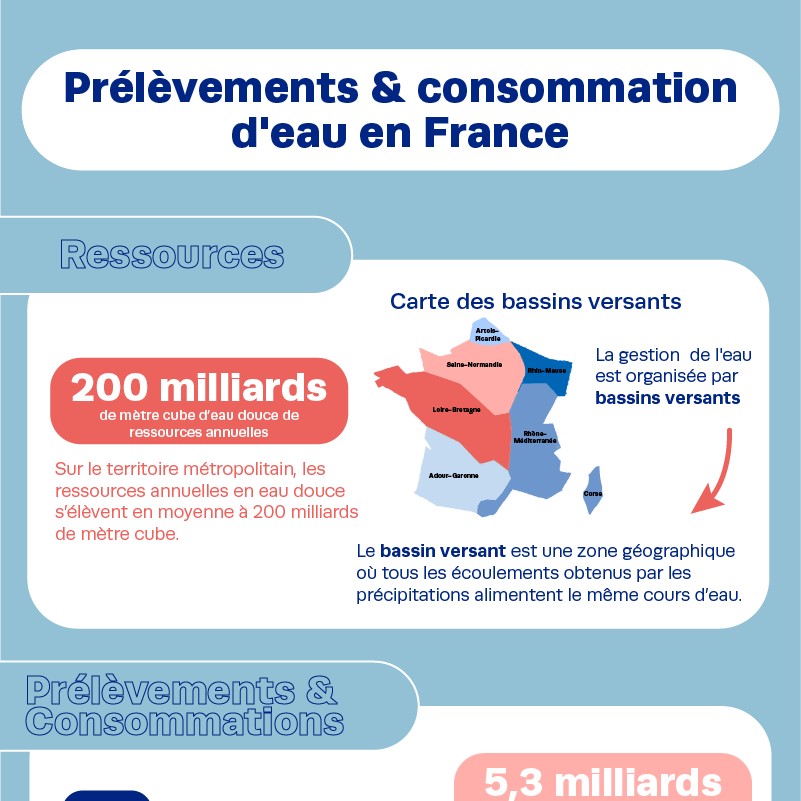 Prélèvements & consommation
d'eau en France
Ressources
200 milliards
de mètre cube d'eau douce de
ressources annuelles
Sur le territoire métropolitain, les
ressources annuelles en eau douce
s'élèvent en moyenne à 200 milliards
de mètre cube.
Carte des bassins versants
Artois-
Picardie
Seine-Normandie
Rhin-Meuse
Loire-Bretagne
Rhône-
Méditerranée
Adour-Garonne
Corse
La gestion  de l'eau
est organisée par
bassins versants
Le bassin versant est une zone géographique
où tous les écoulements obtenus par les
précipitations alimentent le même cours d'eau.
Prélèvements &
Consommations
5,3 milliards